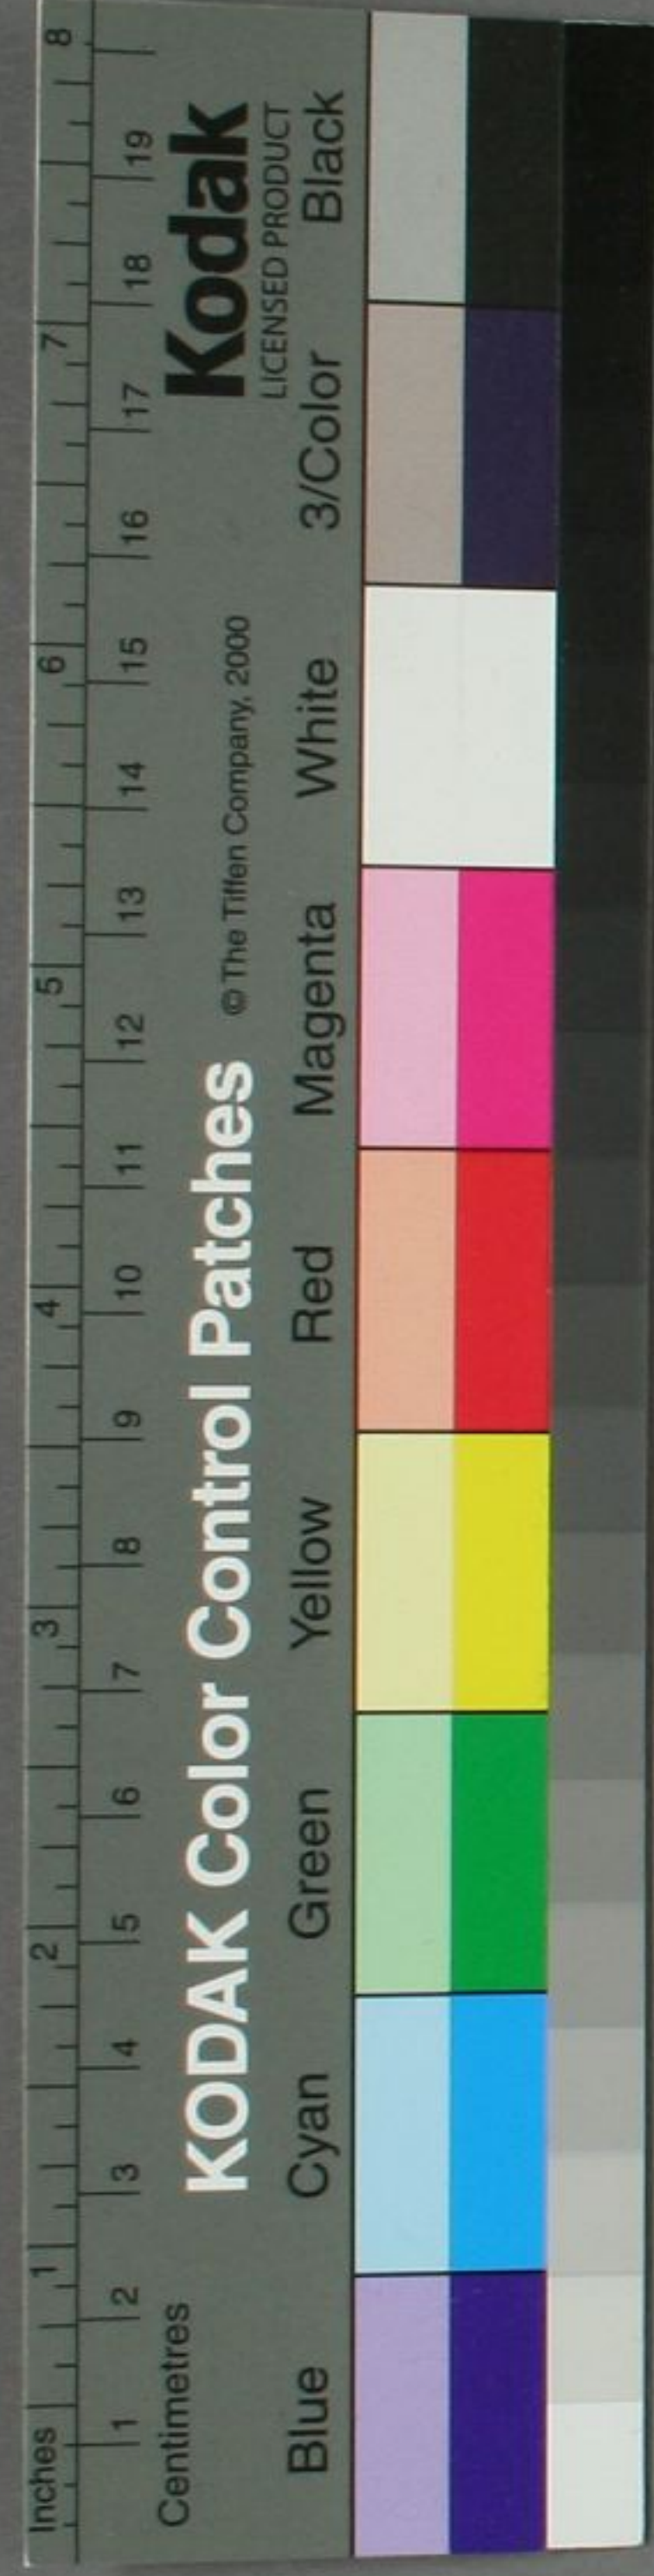 Inches 1 2 3 4 5 6 7 8
1 2 3 4 5 6 7 8 9 10 11 12 13 14 15 16 17 18 19
Centimetres
KODAK Color Control Patches © The Tiffen Company, 2000 Kodak
LICENSED PRODUCT
Blue Cyan Green Yellow Red Magenta White 3/Color Black